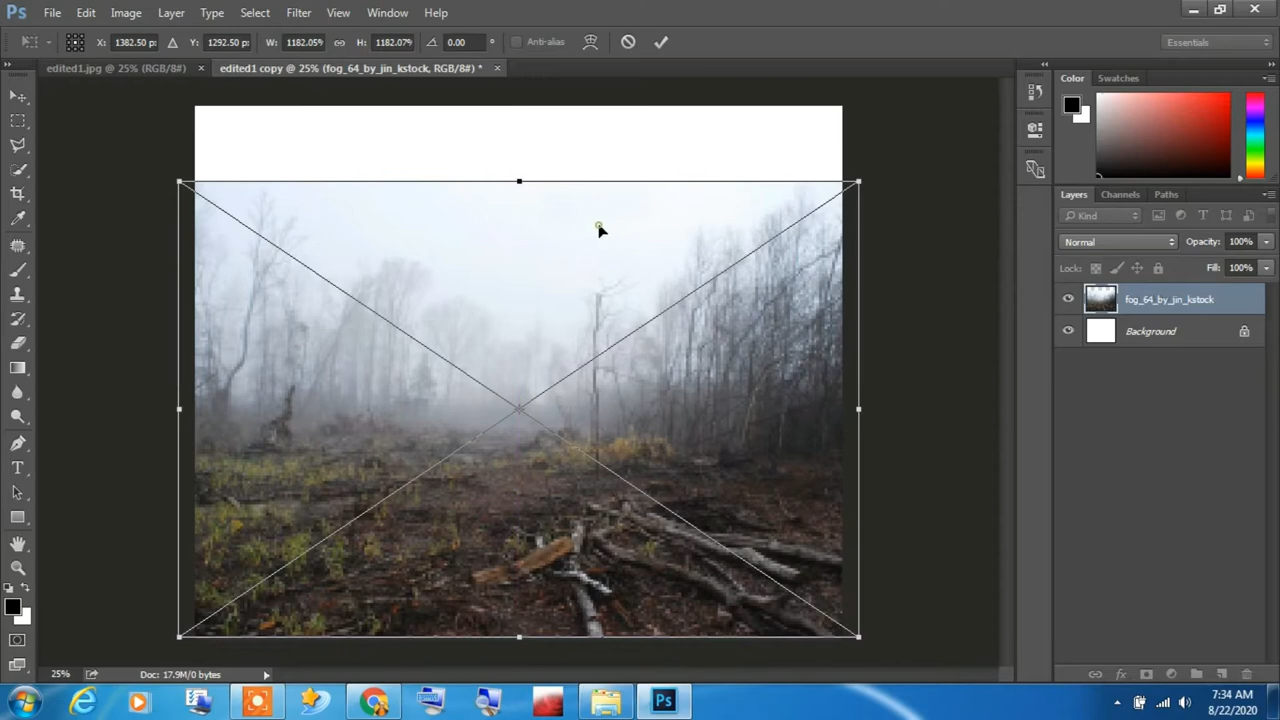 Ps File Edit Image Layer Type Select Filter View Window Help
X: 1382.50 p: Y: 1292.50 p: W: 1182.05% H: 1182.07% 0.00 ° Anti-alias Essentials
edited1.jpg @ 25% (RGB/8#) × edited1 copy @ 25% (fog_64_by_jin_kstock, RGB/8#) * ×
Color Swatches
Layers Channels Paths
Kind
Normal Opacity: 100%
Lock: Fill: 100%
fog_64_by_jin_kstock
Background
T
25% Doc: 17.9M/0 bytes
Ps
7:34 AM
8/22/2020